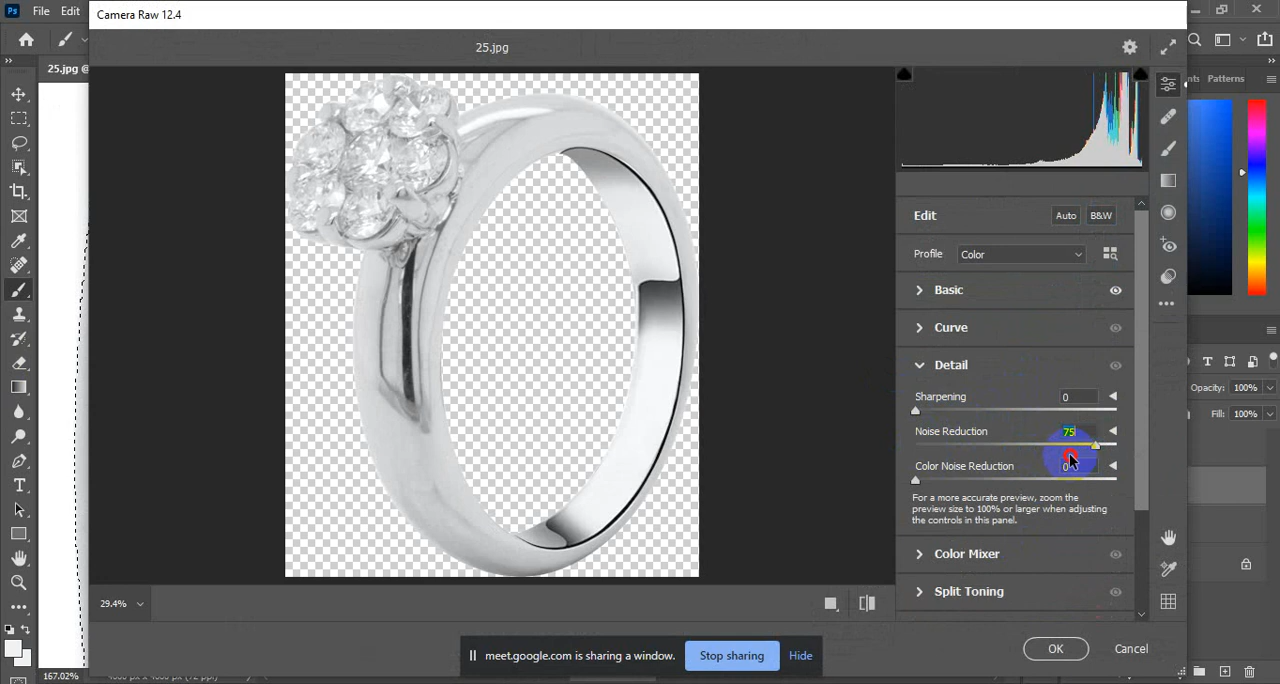 Ps File Edit
Camera Raw 12.4
25.jpg
25.jpg @
Patterns
Edit Auto B&W
Profile Color
Basic
Curve
Detail
Sharpening 0
Noise Reduction 75
Color Noise Reduction 0
For a more accurate preview, zoom the
preview size to 100% or larger when adjusting
the controls in this panel.
Color Mixer
Split Toning
Opacity: 100%
Fill: 100%
29.4%
meet.google.com is sharing a window. Stop sharing Hide
OK Cancel
167.02%